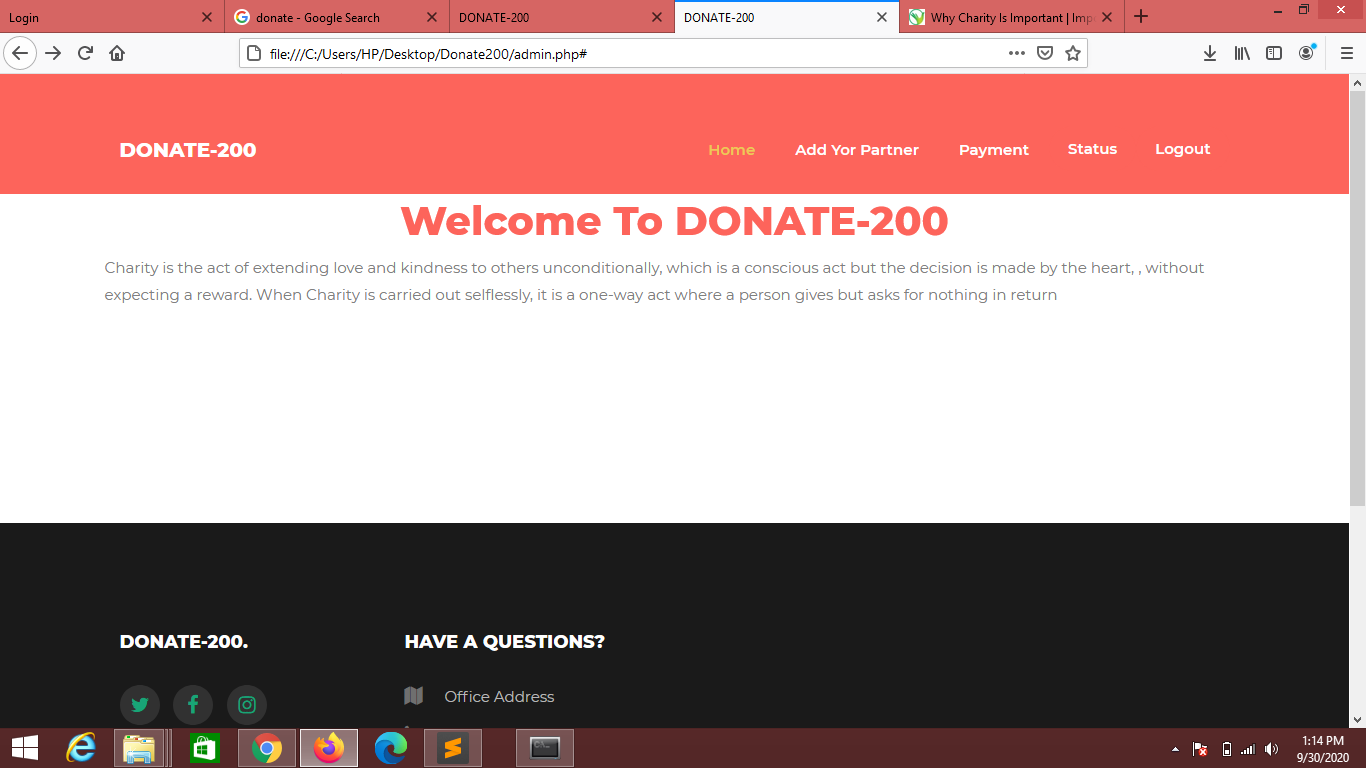 Login
donate - Google Search
DONATE-200
DONATE-200
Why Charity Is Important | Imp
file:///C:/Users/HP/Desktop/Donate200/admin.php#
DONATE-200
Home
Add Yor Partner
Payment
Status
Logout
Welcome To DONATE-200
Charity is the act of extending love and kindness to others unconditionally, which is a conscious act but the decision is made by the heart, , without
expecting a reward. When Charity is carried out selflessly, it is a one-way act where a person gives but asks for nothing in return
DONATE-200.
HAVE A QUESTIONS?
Office Address
1:14 PM
9/30/2020